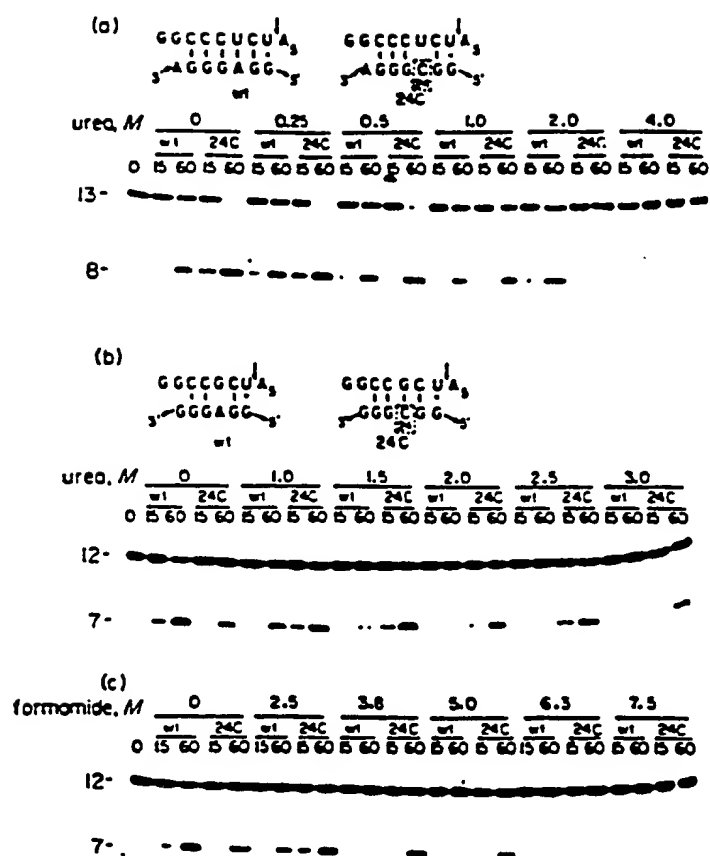 (a)
GGCCCUCU A5 GGCCCUCU A5
3' AGGGAGG 5' 3' AGGGCGG 5'
wt 24C
urea, M 0 0.25 0.5 1.0 2.0 4.0
wt 24C wt 24C wt 24C wt 24C wt 24C wt 24C
0 15 60 15 60 15 60 15 60 15 60 15 60 15 60 15 60 15 60 15 60 15 60 15 60
13-
8-
(b)
GGCCGCU A5 GGCCGCU A5
3' GGGAGG 5' GGGCGG 5'
wt 24C
urea, M 0 1.0 1.5 2.0 2.5 3.0
wt 24C wt 24C wt 24C wt 24C wt 24C wt 24C
0 15 60 15 60 15 60 15 60 15 60 15 60 15 60 15 60 15 60 15 60 15 60 15 60
12-
7-
(c)
formamide, M 0 2.5 3.8 5.0 6.3 7.5
wt 24C wt 24C wt 24C wt 24C wt 24C wt 24C
0 15 60 15 60 15 60 15 60 15 60 15 60 15 60 15 60 15 60 15 60 15 60 15 60
12-
7-